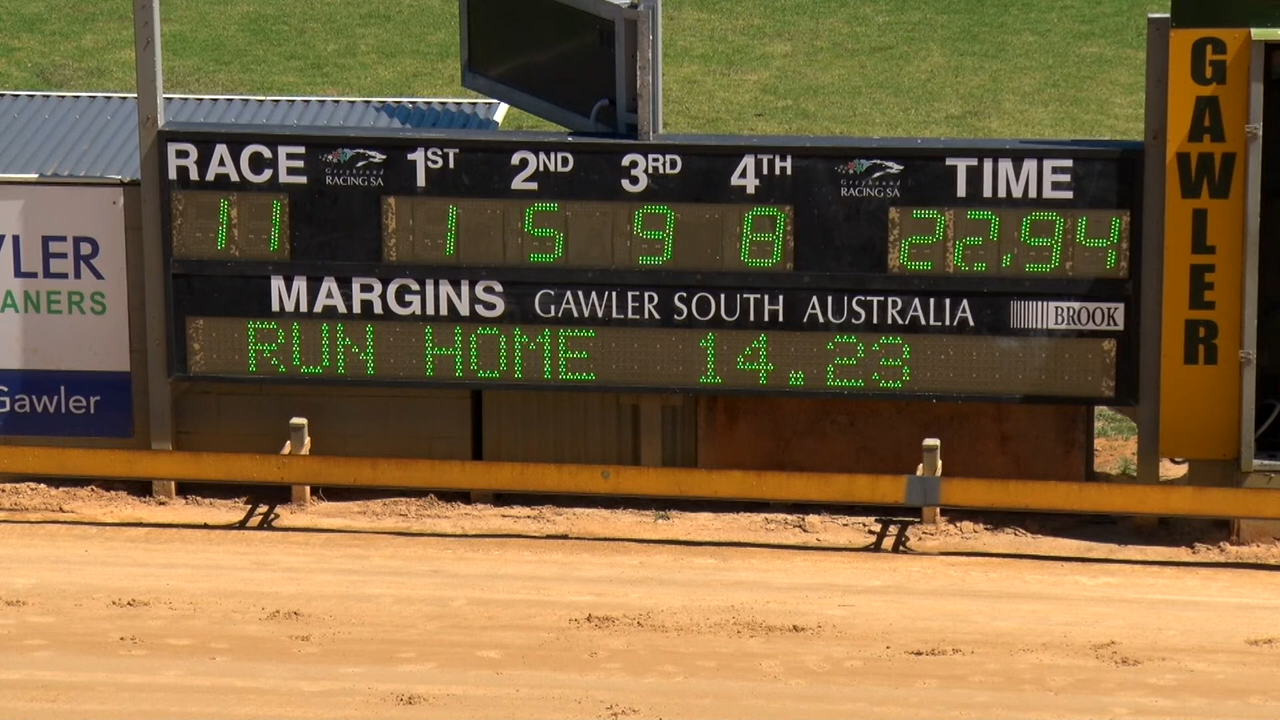 RACE 1ST 2ND 3RD 4TH TIME
Greyhound RACING SA
Greyhound RACING SA
11 1 5 9 8 22.94
MARGINS GAWLER SOUTH AUSTRALIA BROOK
RUN HOME 14.23
GAWLER
LER
ANERS
Gawler